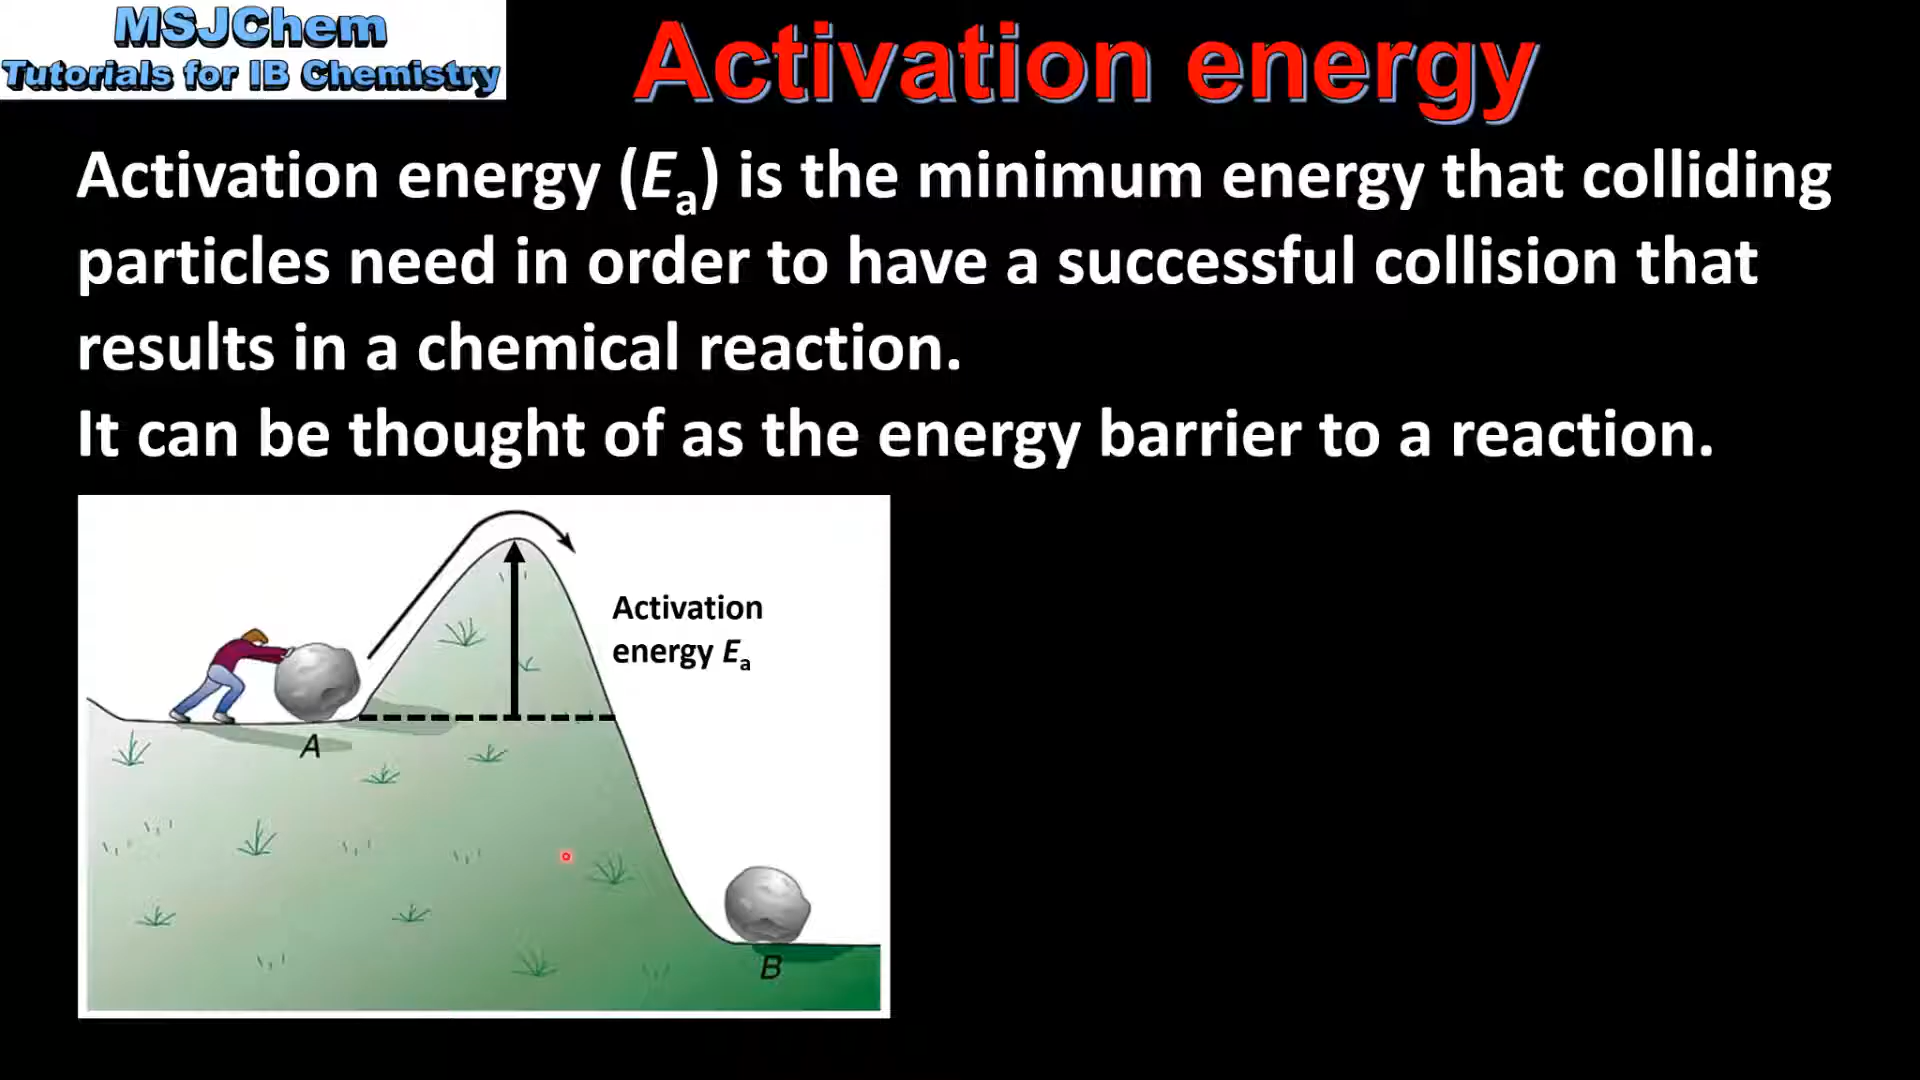 MSJChem
Tutorials for IB Chemistry
Activation energy
Activation energy (Ea) is the minimum energy that colliding
particles need in order to have a successful collision that
results in a chemical reaction.
It can be thought of as the energy barrier to a reaction.
Activation
energy Ea
A
B